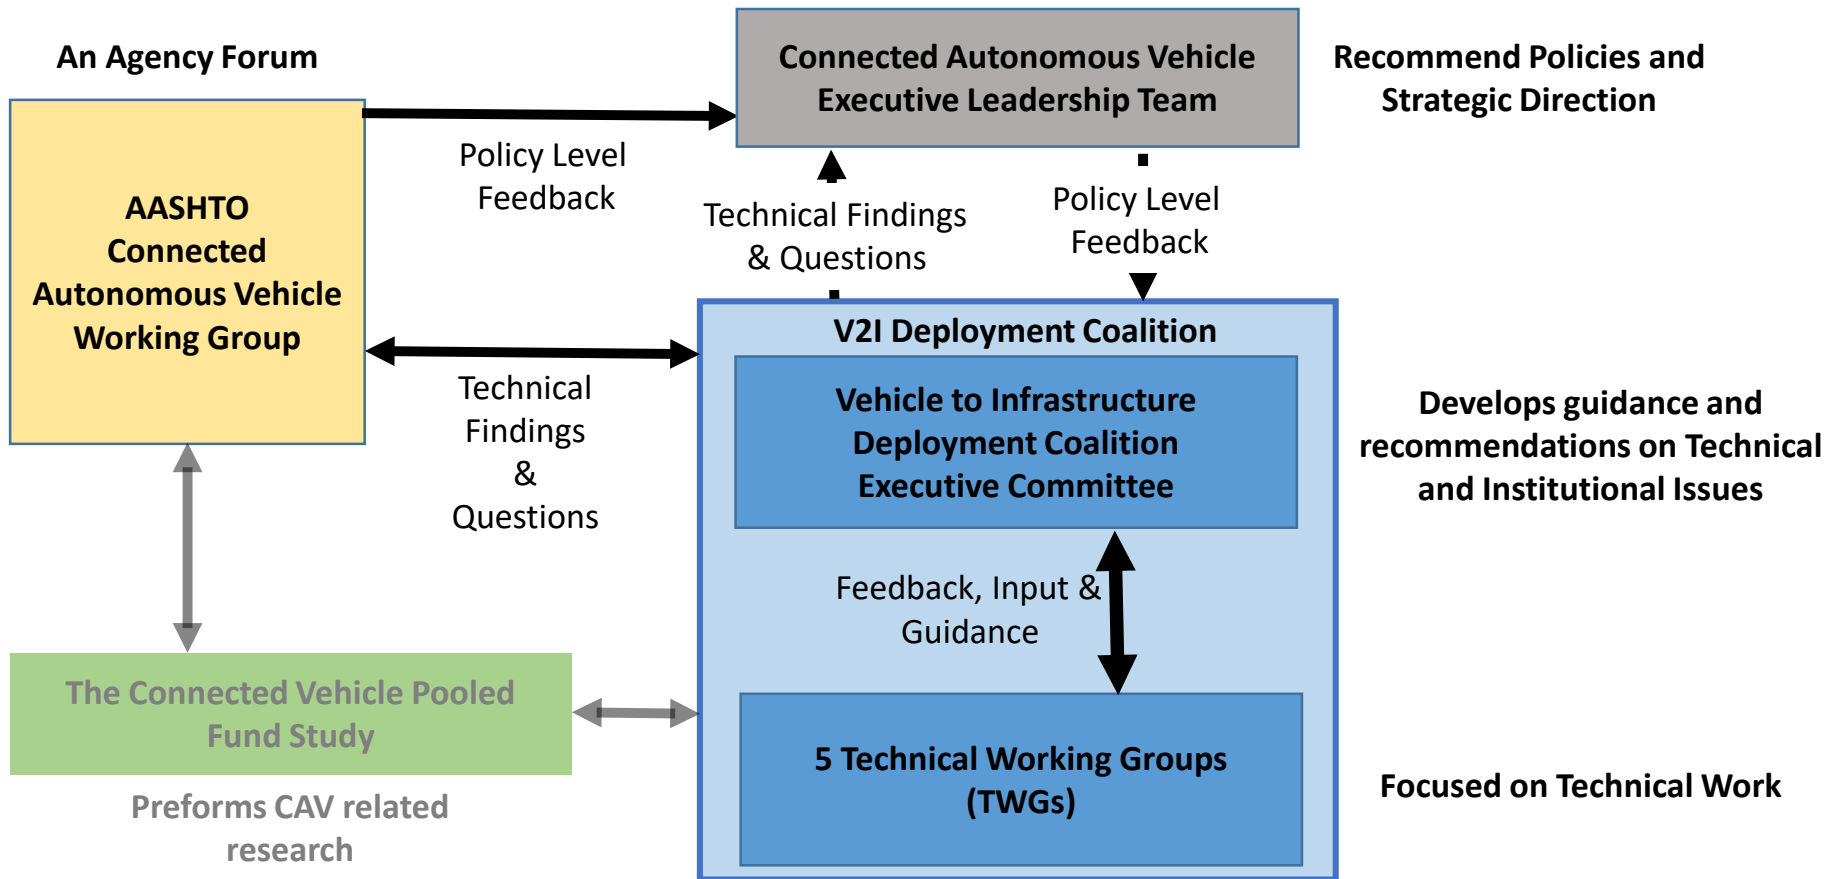 An Agency Forum
Connected Autonomous Vehicle
Executive Leadership Team
Recommend Policies and
Strategic Direction
AASHTO
Connected
Autonomous Vehicle
Working Group
Policy Level
Feedback
Technical Findings
& Questions
Policy Level
Feedback
Technical
Findings
&
Questions
V2I Deployment Coalition
Vehicle to Infrastructure
Deployment Coalition
Executive Committee
Develops guidance and
recommendations on Technical
and Institutional Issues
Feedback, Input &
Guidance
The Connected Vehicle Pooled
Fund Study
Preforms CAV related
research
5 Technical Working Groups
(TWGs)
Focused on Technical Work